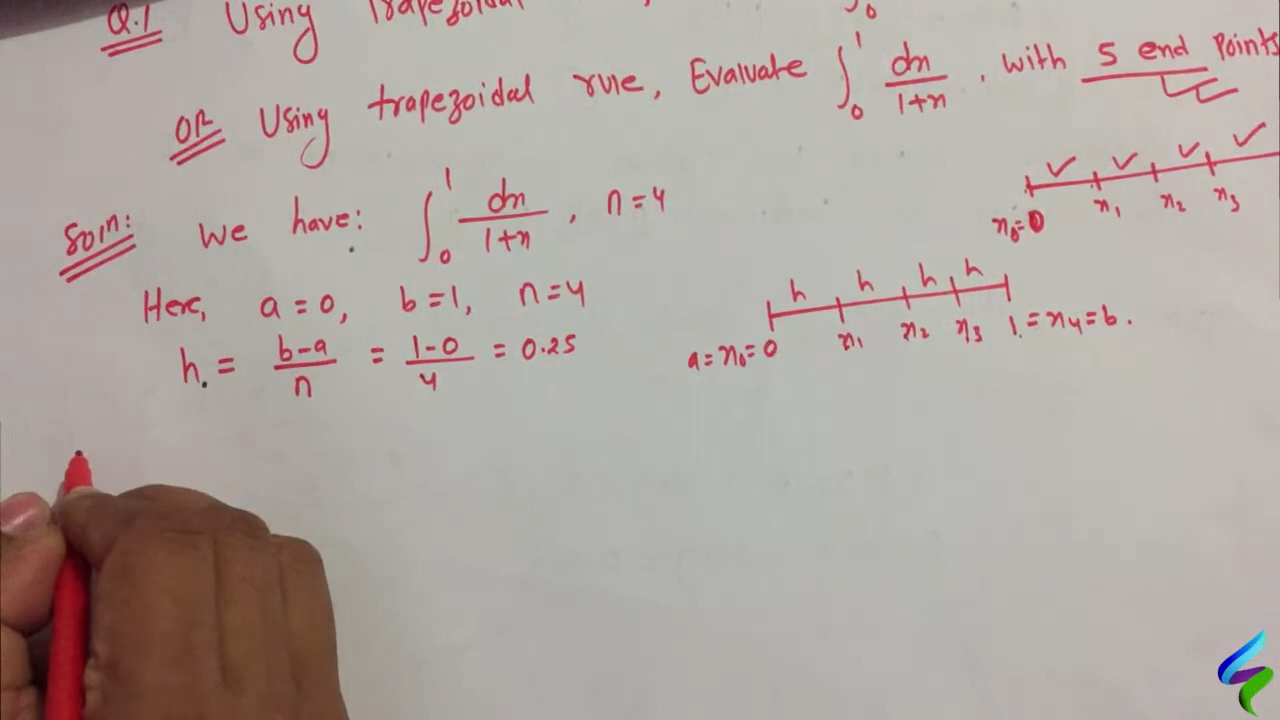 Q.1 Using Trapezoidal ∫₀
OR Using trapezoidal rule, Evaluate ∫₀¹ dx/(1+x), with 5 end points
Soln: We have: ∫₀¹ dx/(1+x), n=4
x₀=0 x₁ x₂ x₃
Here, a=0, b=1, n=4
h h h h
a=x₀=0 x₁ x₂ x₃ 1.=x₄=b.
h = (b-a)/n = (1-0)/4 = 0.25